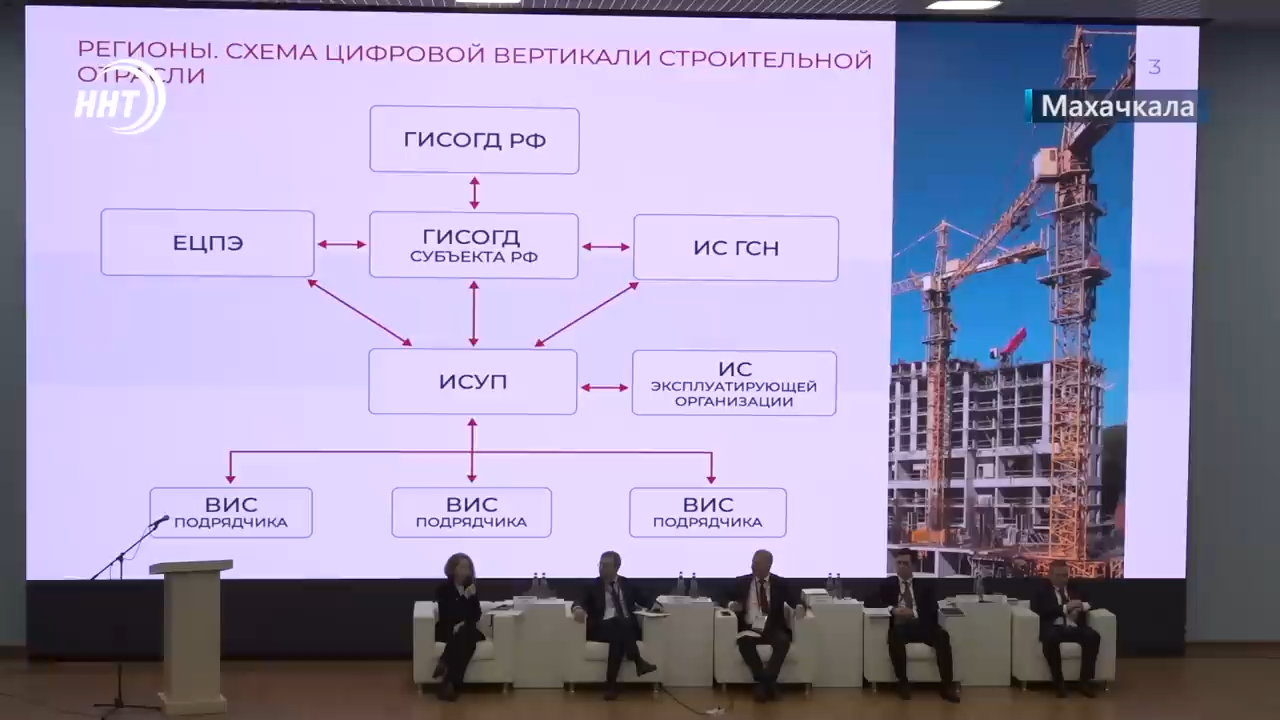 РЕГИОНЫ. СХЕМА ЦИФРОВОЙ ВЕРТИКАЛИ СТРОИТЕЛЬНОЙ
ОТРАСЛИ
3
ННТ
Махачкала
ГИСОГД РФ
ЕЦПЭ
ГИСОГД
СУБЪЕКТА РФ
ИС ГСН
ИСУП
ИС
ЭКСПЛУАТИРУЮЩЕЙ
ОРГАНИЗАЦИИ
ВИС
ПОДРЯДЧИКА
ВИС
ПОДРЯДЧИКА
ВИС
ПОДРЯДЧИКА